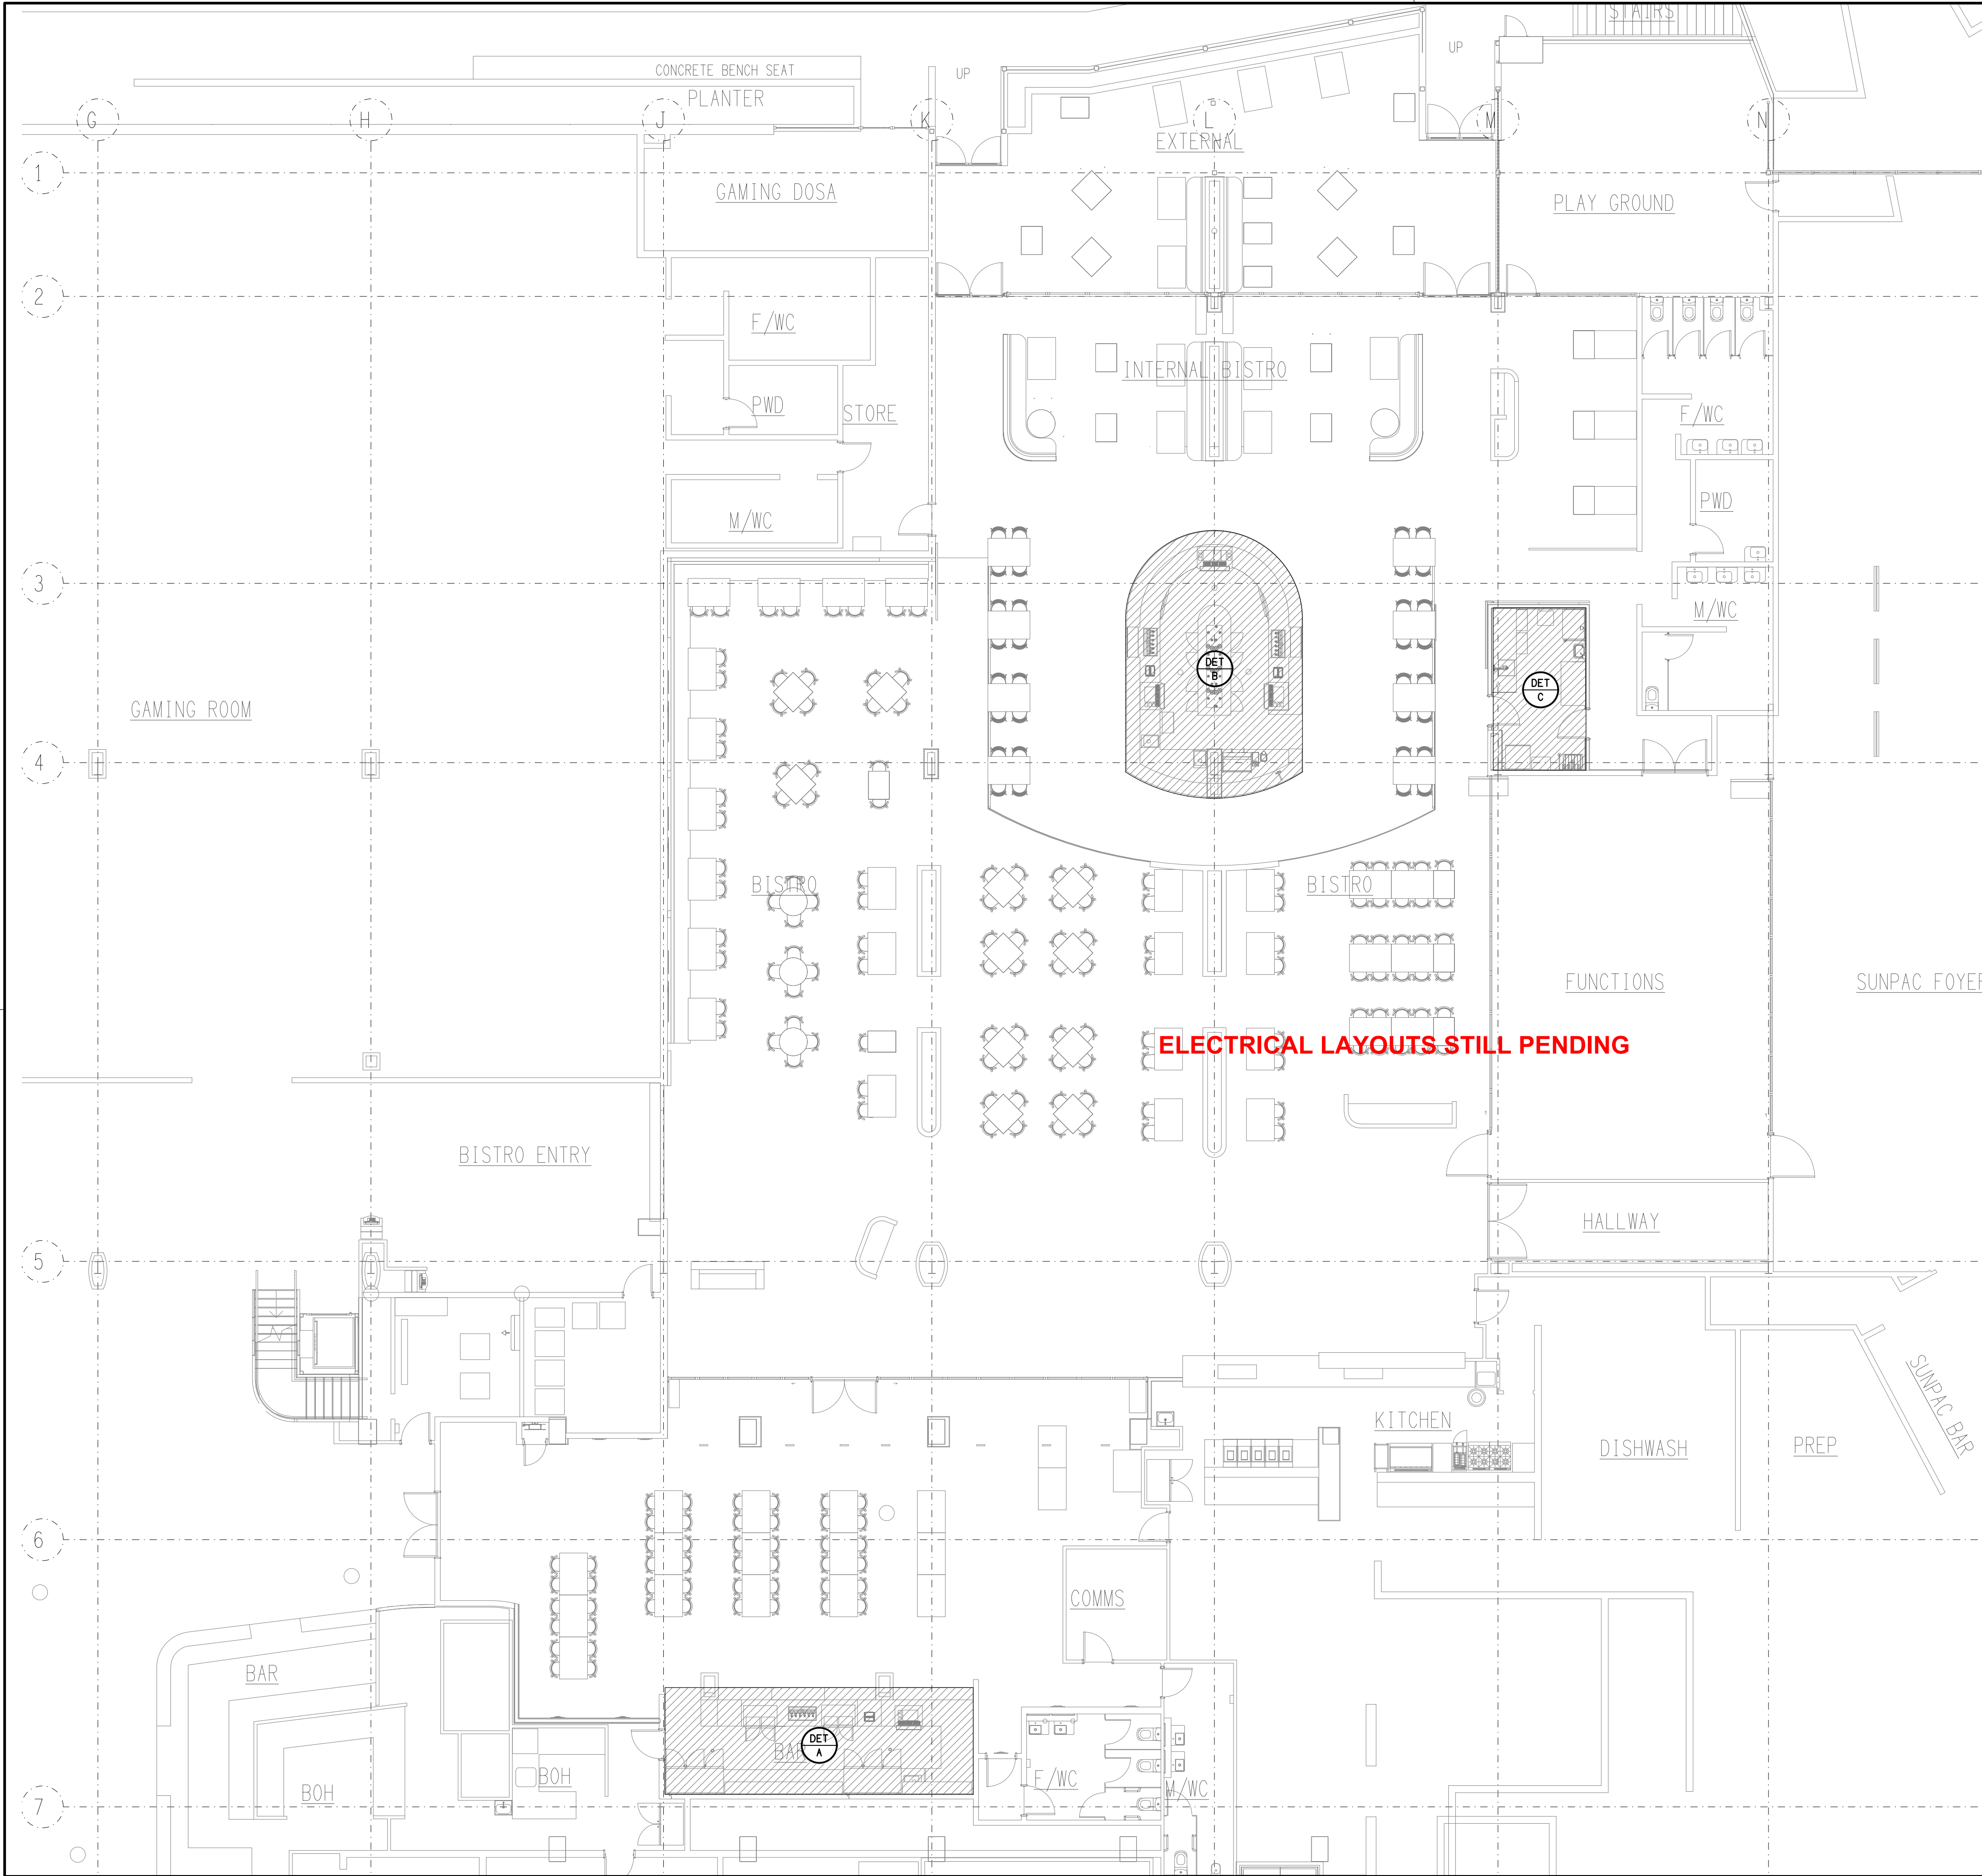 STAIRS
UP
UP
CONCRETE BENCH SEAT
PLANTER
G
H
J
K
L
M
N
EXTERNAL
1
GAMING DOSA
PLAY GROUND
2
F/WC
INTERNAL BISTRO
PWD
STORE
F/WC
M/WC
PWD
3
M/WC
DET
B
DET
C
GAMING ROOM
4
BISTRO
BISTRO
FUNCTIONS
SUNPAC FOYER
ELECTRICAL LAYOUTS STILL PENDING
BISTRO ENTRY
HALLWAY
5
SUNPAC BAR
KITCHEN
DISHWASH
PREP
6
COMMS
BAR
BAR
DET
A
BOH
BOH
F/WC
M/WC
7